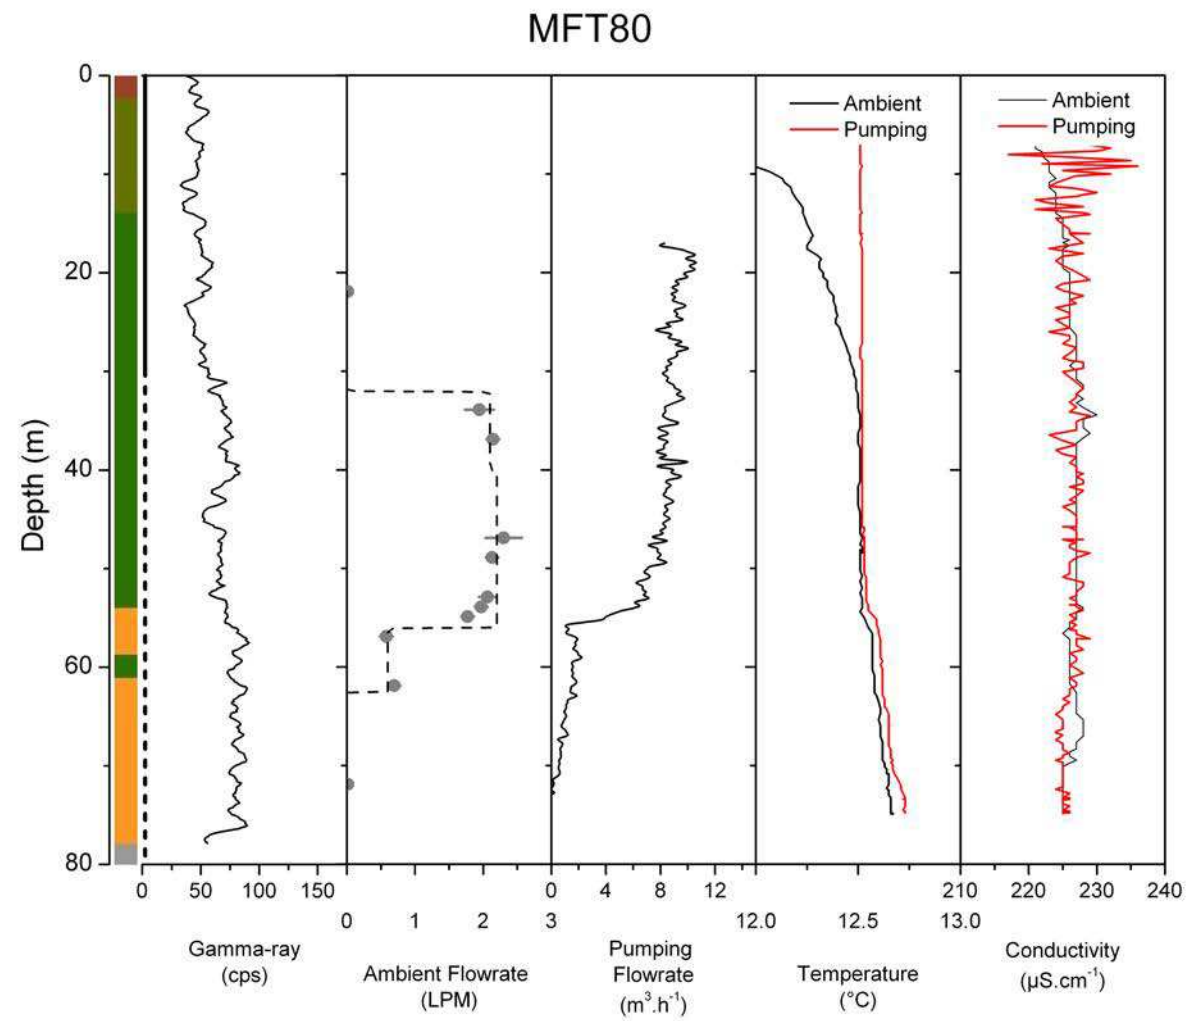 MFT80
Ambient
Pumping
Ambient
Pumping
0
20
40
60
80
Depth (m)
0 50 100 150
0 1 2 3
0 4 8 12
12.0 12.5 13.0
210 220 230 240
Gamma-ray
(cps)
Ambient Flowrate
(LPM)
Pumping
Flowrate
(m³.h⁻¹)
Temperature
(°C)
Conductivity
(µS.cm⁻¹)